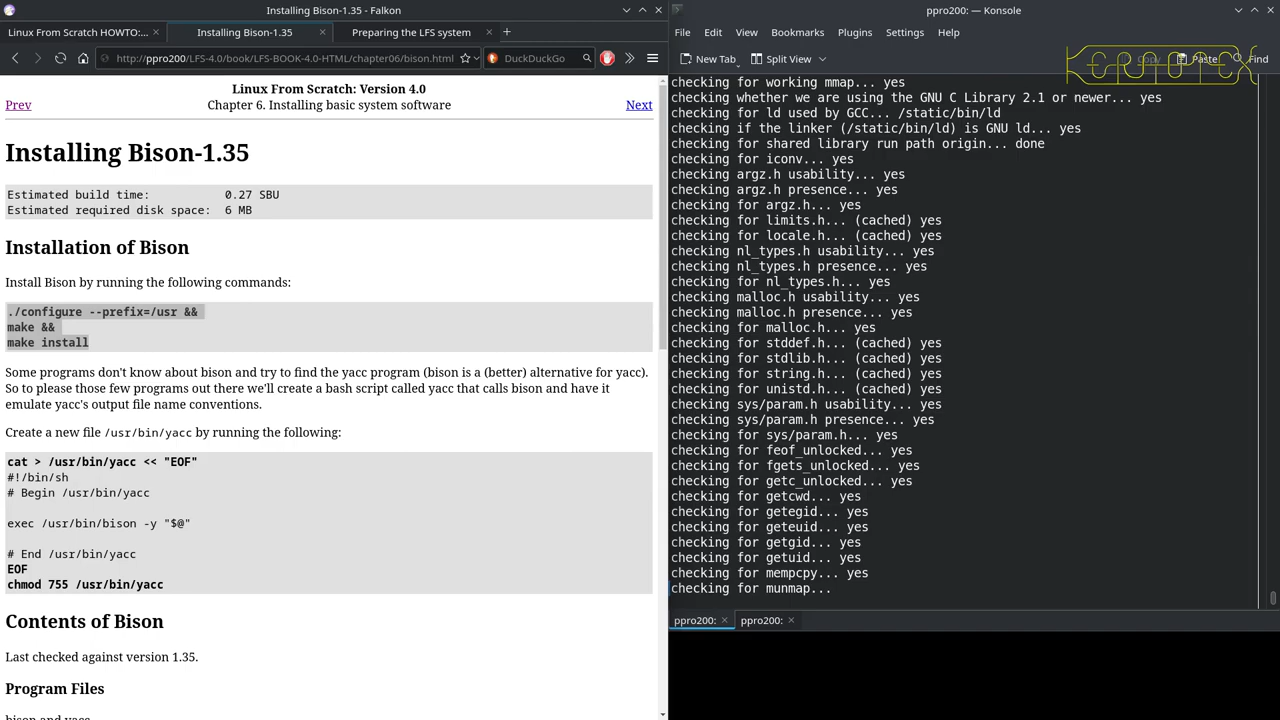 Installing Bison-1.35 - Falkon
Linux From Scratch HOWTO:...
Installing Bison-1.35
Preparing the LFS system
http://ppro200/LFS-4.0/book/LFS-BOOK-4.0-HTML/chapter06/bison.html
DuckDuckGo
Linux From Scratch: Version 4.0
Prev
Chapter 6. Installing basic system software
Next
Installing Bison-1.35
Estimated build time: 0.27 SBU
Estimated required disk space: 6 MB
Installation of Bison
Install Bison by running the following commands:
./configure --prefix=/usr &&
make &&
make install
Some programs don't know about bison and try to find the yacc program (bison is a (better) alternative for yacc).
So to please those few programs out there we'll create a bash script called yacc that calls bison and have it
emulate yacc's output file name conventions.
Create a new file /usr/bin/yacc by running the following:
cat > /usr/bin/yacc << "EOF"
#!/bin/sh
# Begin /usr/bin/yacc
exec /usr/bin/bison -y "$@"
# End /usr/bin/yacc
EOF
chmod 755 /usr/bin/yacc
Contents of Bison
Last checked against version 1.35.
Program Files
bison and yacc
ppro200: — Konsole
File Edit View Bookmarks Plugins Settings Help
New Tab Split View Copy Paste Find
checking for working mmap... yes
checking whether we are using the GNU C Library 2.1 or newer... yes
checking for ld used by GCC... /static/bin/ld
checking if the linker (/static/bin/ld) is GNU ld... yes
checking for shared library run path origin... done
checking for iconv... yes
checking argz.h usability... yes
checking argz.h presence... yes
checking for argz.h... yes
checking for limits.h... (cached) yes
checking for locale.h... (cached) yes
checking nl_types.h usability... yes
checking nl_types.h presence... yes
checking for nl_types.h... yes
checking malloc.h usability... yes
checking malloc.h presence... yes
checking for malloc.h... yes
checking for stddef.h... (cached) yes
checking for stdlib.h... (cached) yes
checking for string.h... (cached) yes
checking for unistd.h... (cached) yes
checking sys/param.h usability... yes
checking sys/param.h presence... yes
checking for sys/param.h... yes
checking for feof_unlocked... yes
checking for fgets_unlocked... yes
checking for getc_unlocked... yes
checking for getcwd... yes
checking for getegid... yes
checking for geteuid... yes
checking for getgid... yes
checking for getuid... yes
checking for mempcpy... yes
checking for munmap...
ppro200: ppro200: